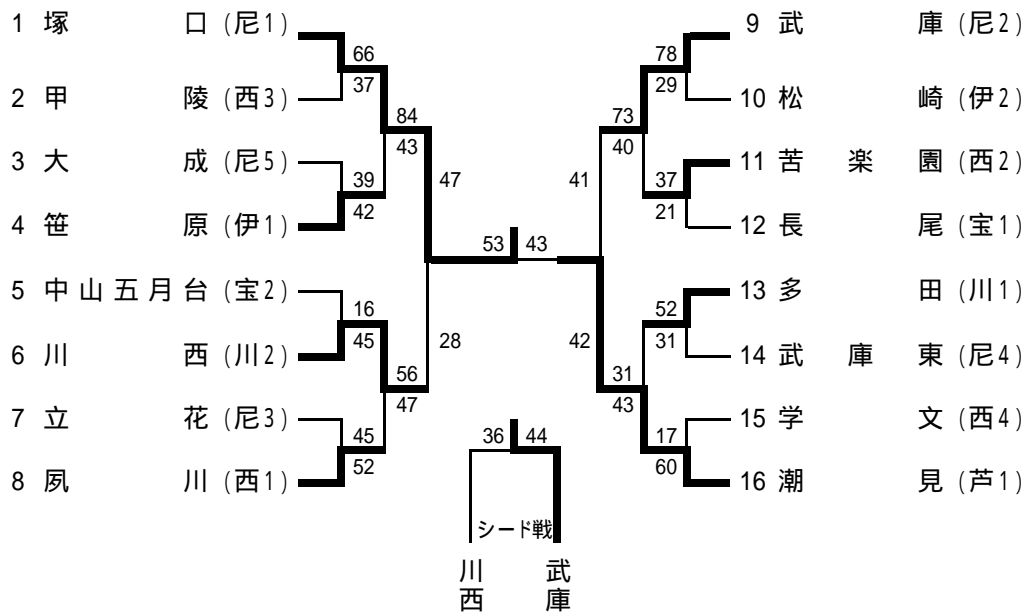 1 塚口(尼1)
2 甲陵(西3)
3 大成(尼5)
4 笹原(伊1)
5 中山五月台(宝2)
6 川西(川2)
7 立花(尼3)
8 夙川(西1)
66
37
39
42
16
45
45
52
84
43
56
47
47
28
53 43
41
42
73
40
31
43
78
29
37
21
52
31
17
60
9 武庫(尼2)
10 松崎(伊2)
11 苦楽園(西2)
12 長尾(宝1)
13 多田(川1)
14 武庫東(尼4)
15 学文(西4)
16 潮見(芦1)
36 44
シード戦
川西
武庫